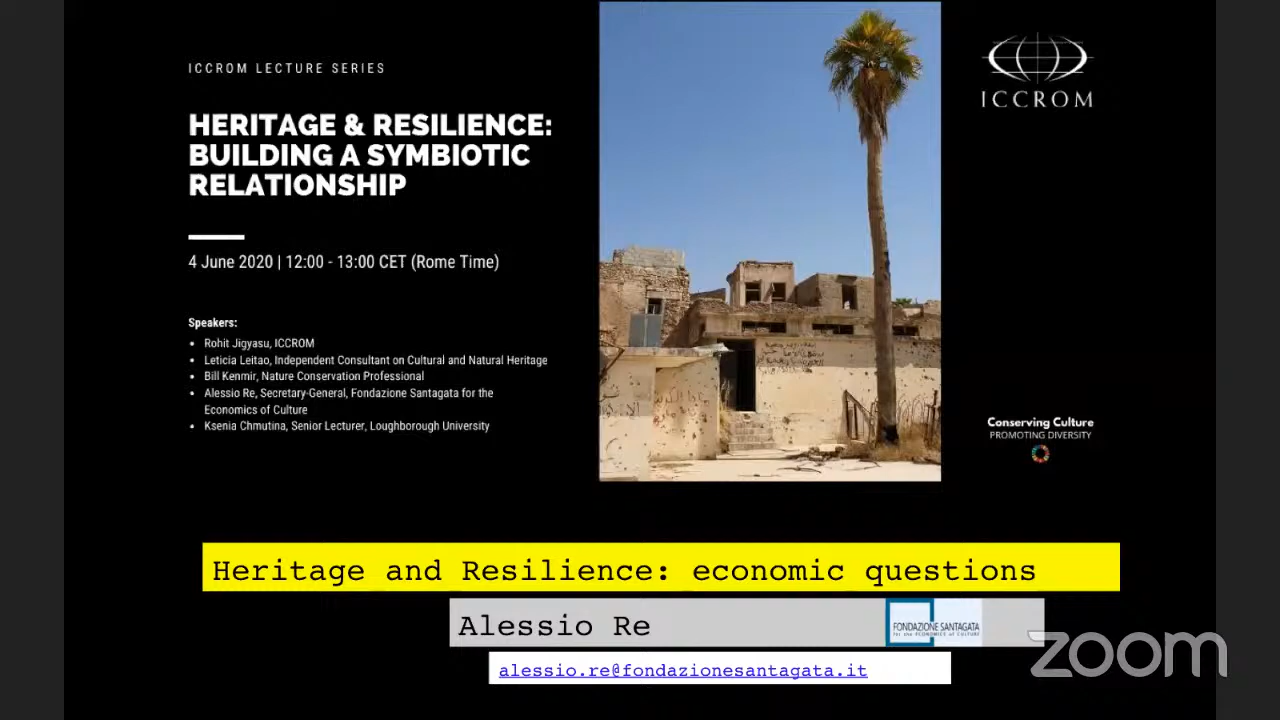 ICCROM LECTURE SERIES
HERITAGE & RESILIENCE:
BUILDING A SYMBIOTIC
RELATIONSHIP
4 June 2020 | 12:00 - 13:00 CET (Rome Time)
Speakers:
• Rohit Jigyasu, ICCROM
• Leticia Leitao, Independent Consultant on Cultural and Natural Heritage
• Bill Kenmir, Nature Conservation Professional
• Alessio Re, Secretary-General, Fondazione Santagata for the
Economics of Culture
• Ksenia Chmutina, Senior Lecturer, Loughborough University
ICCROM
Conserving Culture
PROMOTING DIVERSITY
Heritage and Resilience: economic questions
Alessio Re
FONDAZIONE SANTAGATA
for the ECONOMICS of CULTURE
alessio.re@fondazionesantagata.it
zoom